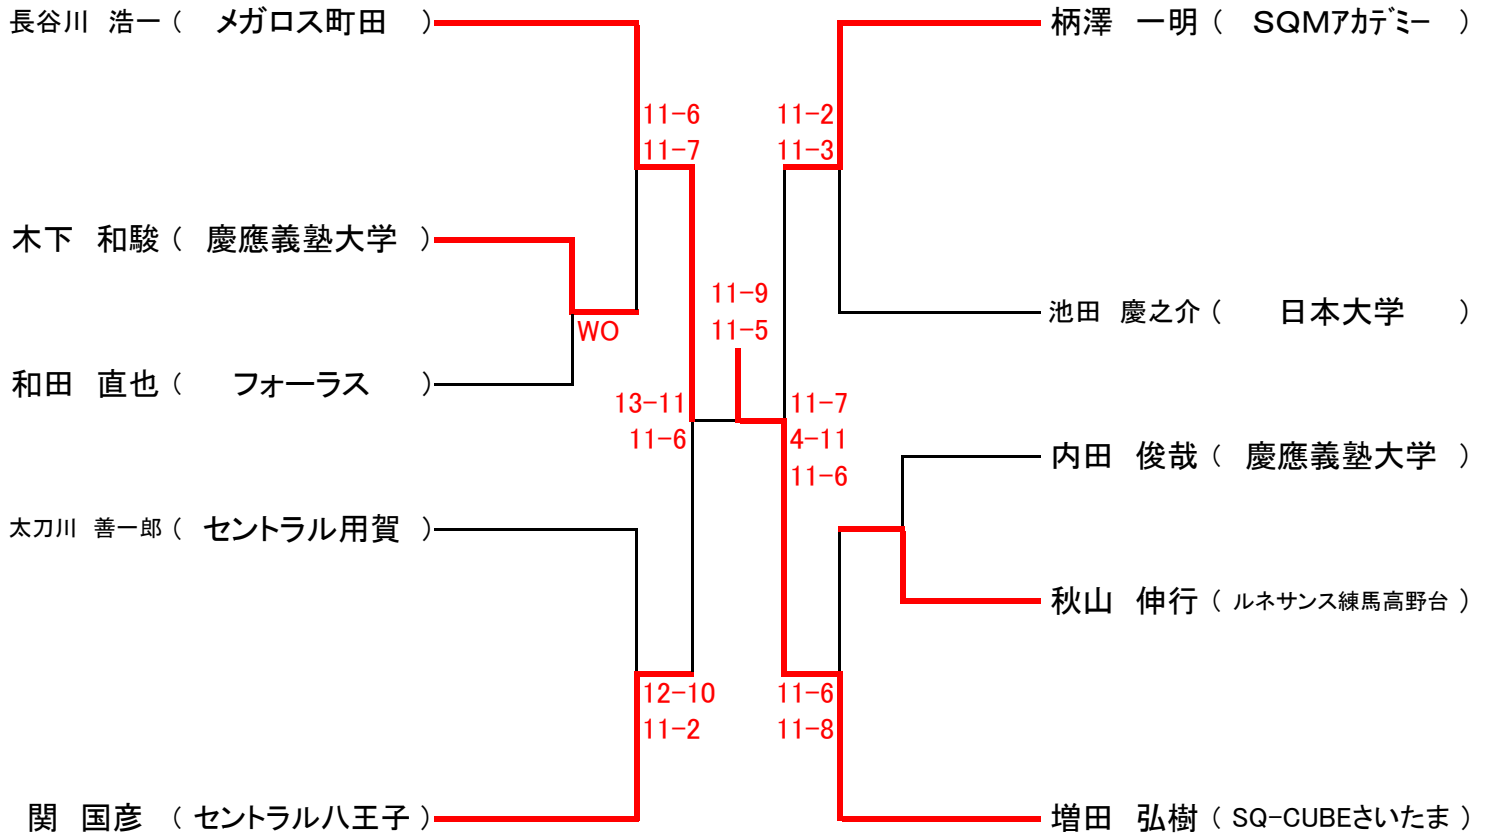 長谷川 浩一 ( メガロス町田 )
柄澤 一明 ( SQMｱｶﾃﾞﾐｰ )
11-6
11-7
11-2
11-3
木下 和駿 ( 慶應義塾大学 )
WO
和田 直也 ( フォーラス )
11-9
11-5
池田 慶之介 ( 日本大学 )
13-11
11-6
11-7
4-11
11-6
内田 俊哉 ( 慶應義塾大学 )
太刀川 善一郎 ( セントラル用賀 )
秋山 伸行 ( ルネサンス練馬高野台 )
12-10
11-2
11-6
11-8
関 国彦 ( セントラル八王子 )
増田 弘樹 ( SQ-CUBEさいたま )